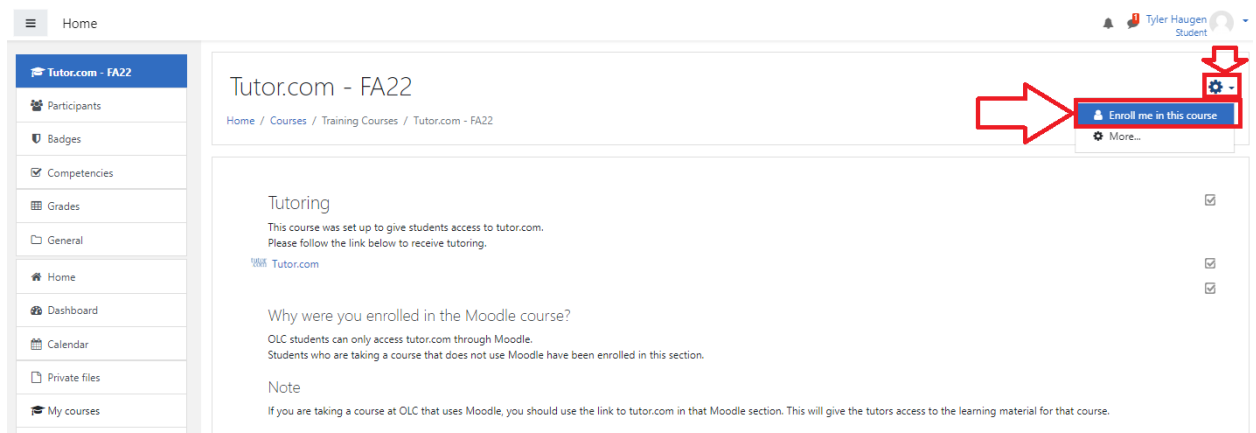 Home
Tyler Haugen
Student
1
Tutor.com - FA22
Participants
Badges
Competencies
Grades
General
Home
Dashboard
Calendar
Private files
My courses
Tutor.com - FA22
Home / Courses / Training Courses / Tutor.com - FA22
Enroll me in this course
More...
Tutoring
This course was set up to give students access to tutor.com.
Please follow the link below to receive tutoring.
Tutor.com
Why were you enrolled in the Moodle course?
OLC students can only access tutor.com through Moodle.
Students who are taking a course that does not use Moodle have been enrolled in this section.
Note
If you are taking a course at OLC that uses Moodle, you should use the link to tutor.com in that Moodle section. This will give the tutors access to the learning material for that course.